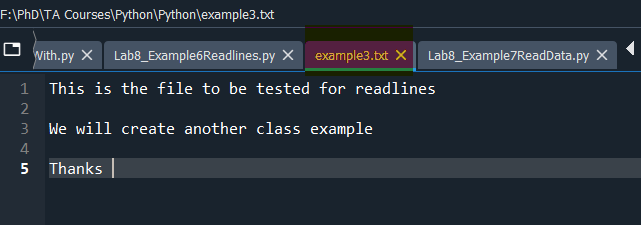 F:\PhD\TA Courses\Python\Python\example3.txt
With.py Lab8_Example6Readlines.py example3.txt Lab8_Example7ReadData.py
1 This is the file to be tested for readlines
2
3 We will create another class example
4
5 Thanks